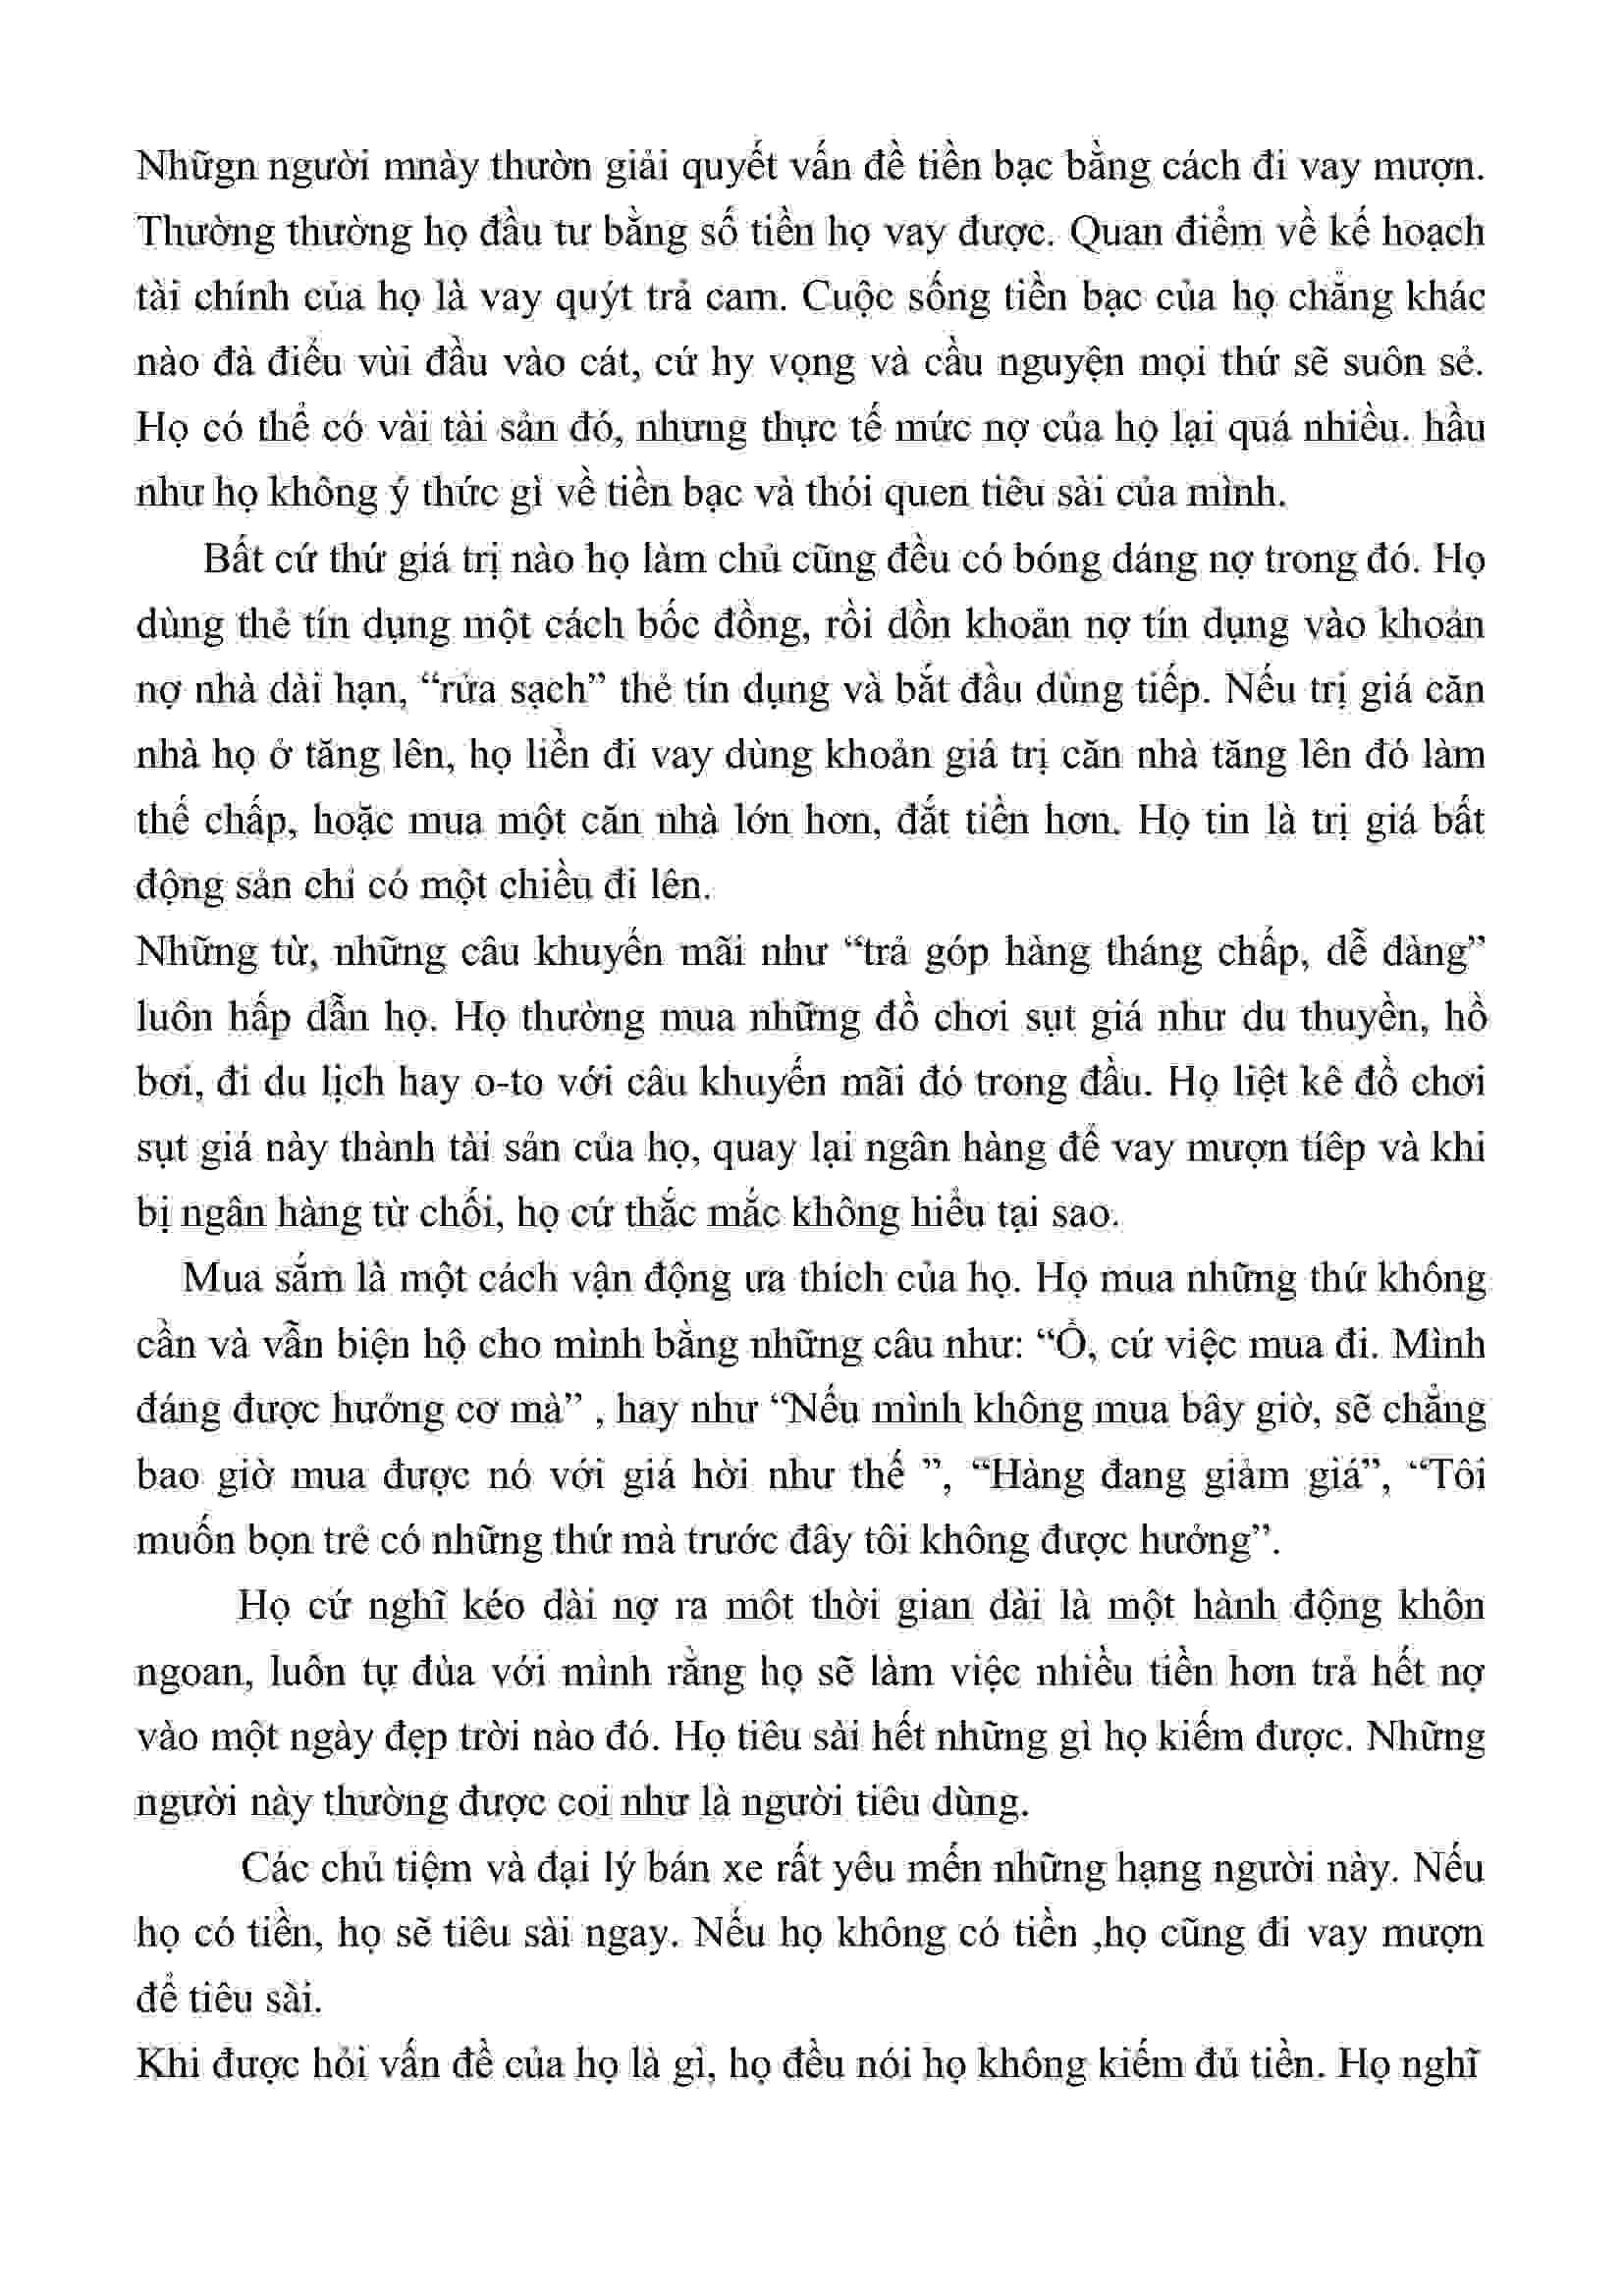 Nhữgn người mnày thườn giải quyết vấn đề tiền bạc bằng cách đi vay mượn.
Thường thường họ đầu tư bằng số tiền họ vay được. Quan điểm về kế hoạch
tài chính của họ là vay quýt trả cam. Cuộc sống tiền bạc của họ chẳng khác
nào đà điểu vùi đầu vào cát, cứ hy vọng và cầu nguyện mọi thứ sẽ suôn sẻ.
Họ có thể có vài tài sản đó, nhưng thực tế mức nợ của họ lại quá nhiều. hầu
như họ không ý thức gì về tiền bạc và thói quen tiêu sài của mình.
Bất cứ thứ giá trị nào họ làm chủ cũng đều có bóng dáng nợ trong đó. Họ
dùng thẻ tín dụng một cách bốc đồng, rồi dồn khoản nợ tín dụng vào khoản
nợ nhà dài hạn, “rửa sạch” thẻ tín dụng và bắt đầu dùng tiếp. Nếu trị giá căn
nhà họ ở tăng lên, họ liền đi vay dùng khoản giá trị căn nhà tăng lên đó làm
thế chấp, hoặc mua một căn nhà lớn hơn, đắt tiền hơn. Họ tin là trị giá bất
động sản chỉ có một chiều đi lên.
Những từ, những câu khuyến mãi như “trả góp hàng tháng chấp, dễ dàng”
luôn hấp dẫn họ. Họ thường mua những đồ chơi sụt giá như du thuyền, hồ
bơi, đi du lịch hay o-to với câu khuyến mãi đó trong đầu. Họ liệt kê đồ chơi
sụt giá này thành tài sản của họ, quay lại ngân hàng để vay mượn tiếp và khi
bị ngân hàng từ chối, họ cứ thắc mắc không hiểu tại sao.
Mua sắm là một cách vận động ưa thích của họ. Họ mua những thứ không
cần và vẫn biện hộ cho mình bằng những câu như: “Ồ, cứ việc mua đi. Mình
đáng được hưởng cơ mà” , hay như “Nếu mình không mua bây giờ, sẽ chẳng
bao giờ mua được nó với giá hời như thế ”, “Hàng đang giảm giá”, “Tôi
muốn bọn trẻ có những thứ mà trước đây tôi không được hưởng”.
Họ cứ nghĩ kéo dài nợ ra môt thời gian dài là một hành động khôn
ngoan, luôn tự đùa với mình rằng họ sẽ làm việc nhiều tiền hơn trả hết nợ
vào một ngày đẹp trời nào đó. Họ tiêu sài hết những gì họ kiếm được. Những
người này thường được coi như là người tiêu dùng.
Các chủ tiệm và đại lý bán xe rất yêu mến những hạng người này. Nếu
họ có tiền, họ sẽ tiêu sài ngay. Nếu họ không có tiền ,họ cũng đi vay mượn
để tiêu sài.
Khi được hỏi vấn đề của họ là gì, họ đều nói họ không kiếm đủ tiền. Họ nghĩ